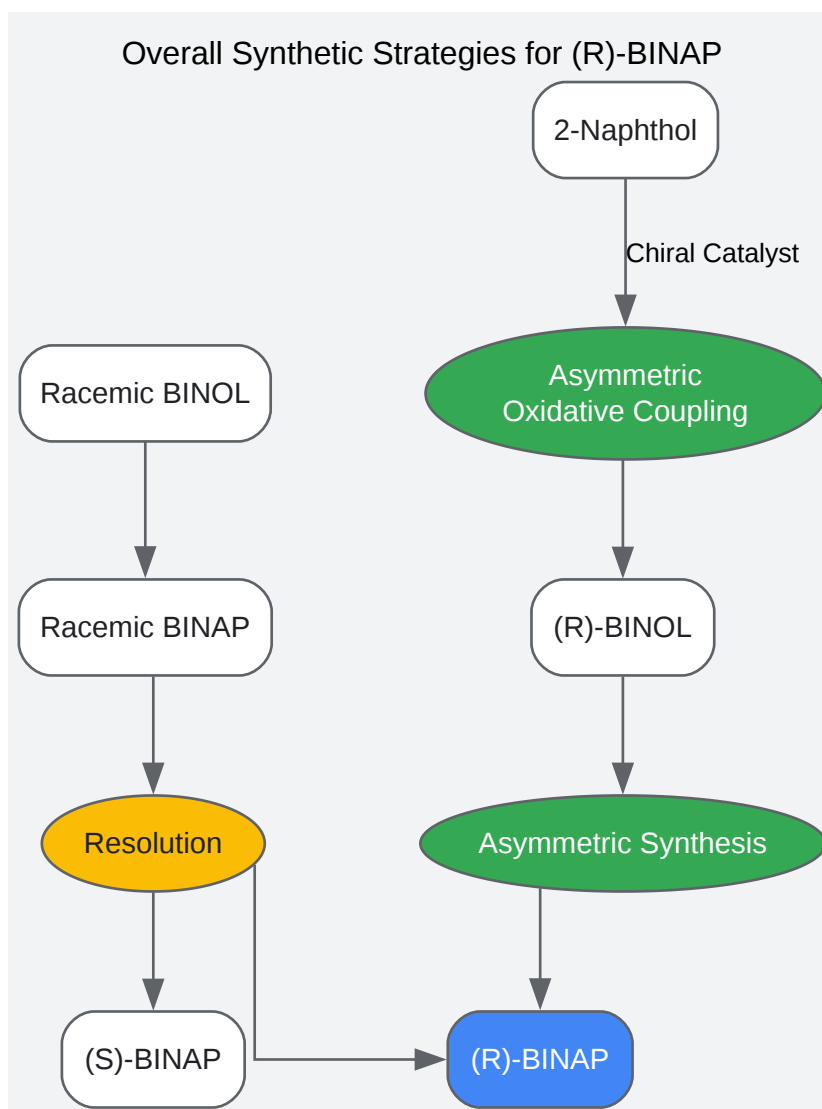 Overall Synthetic Strategies for (R)-BINAP
2-Naphthol
Chiral Catalyst
Asymmetric
Oxidative Coupling
Racemic BINOL
Racemic BINAP
(R)-BINOL
Resolution
Asymmetric Synthesis
(S)-BINAP
(R)-BINAP